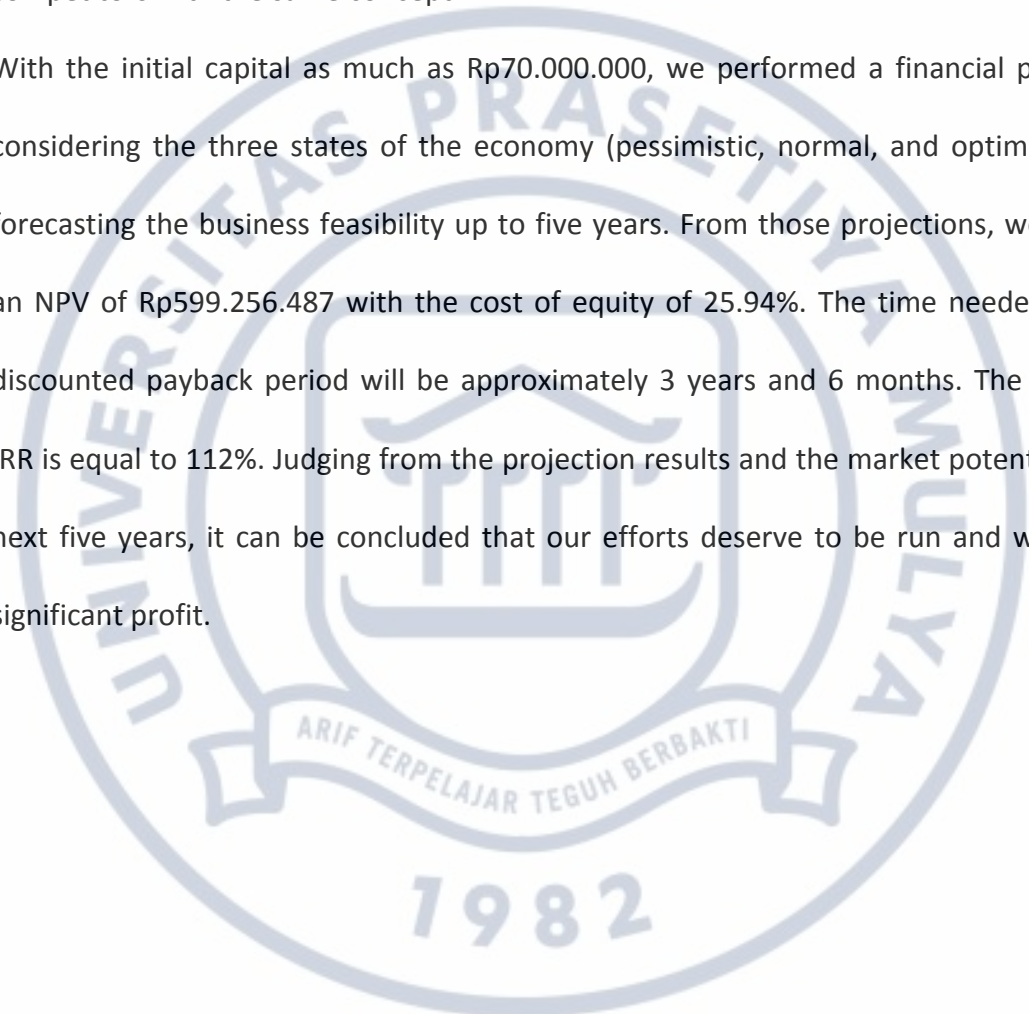 With the initial capital as much as Rp70.000.000, we performed a financial p
considering the three states of the economy (pessimistic, normal, and optim
forecasting the business feasibility up to five years. From those projections, w
an NPV of Rp599.256.487 with the cost of equity of 25.94%. The time neede
discounted payback period will be approximately 3 years and 6 months. The
IRR is equal to 112%. Judging from the projection results and the market potent
next five years, it can be concluded that our efforts deserve to be run and w
significant profit.
UNIVERSITAS PRASETIYA MULYA
ARIF TERPELAJAR TEGUH BERBAKTI
1982